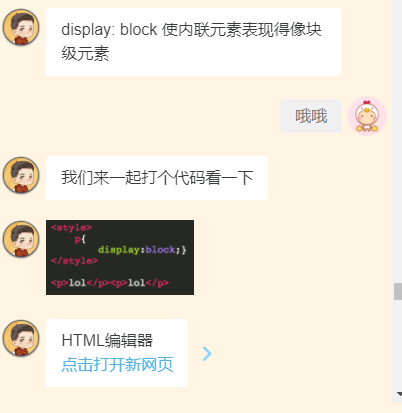 display: block 使内联元素表现得像块
级元素
哦哦
我们来一起打个代码看一下
<style>
p{
display:block;}
</style>
<p>lol</p><p>lol</p>
HTML编辑器
点击打开新网页